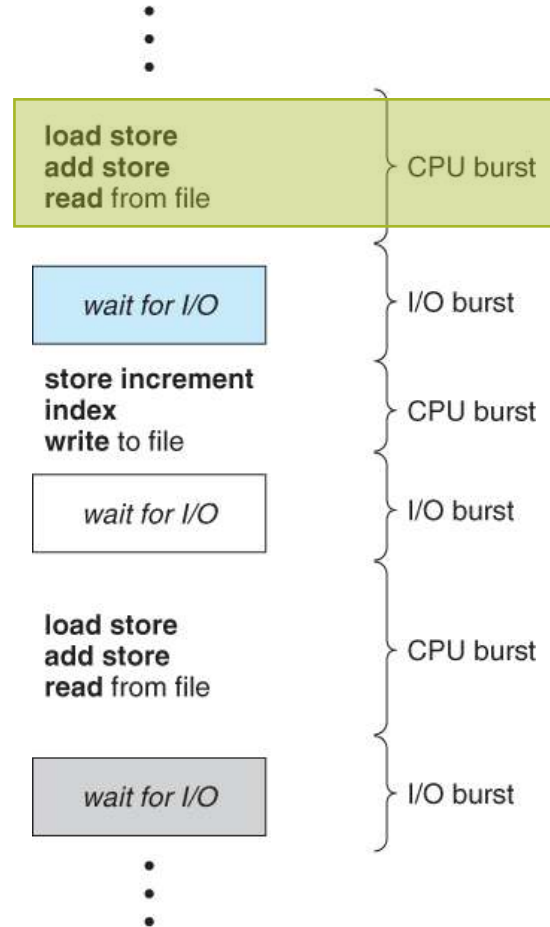 load store
add store
read from file
CPU burst
wait for I/O
I/O burst
store increment
index
write to file
CPU burst
wait for I/O
I/O burst
load store
add store
read from file
CPU burst
wait for I/O
I/O burst